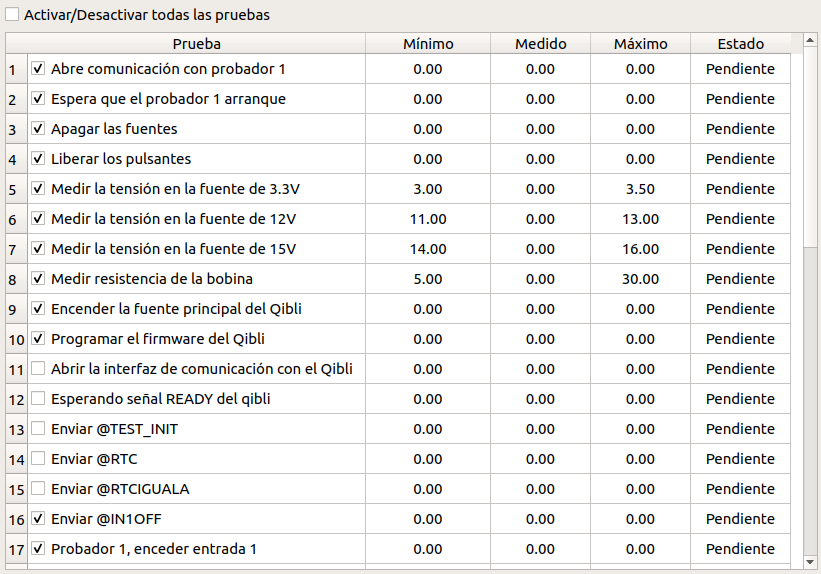 Activar/Desactivar todas las pruebas
Prueba Mínimo Medido Máximo Estado
1 Abre comunicación con probador 1 0.00 0.00 0.00 Pendiente
2 Espera que el probador 1 arranque 0.00 0.00 0.00 Pendiente
3 Apagar las fuentes 0.00 0.00 0.00 Pendiente
4 Liberar los pulsantes 0.00 0.00 0.00 Pendiente
5 Medir la tensión en la fuente de 3.3V 3.00 0.00 3.50 Pendiente
6 Medir la tensión en la fuente de 12V 11.00 0.00 13.00 Pendiente
7 Medir la tensión en la fuente de 15V 14.00 0.00 16.00 Pendiente
8 Medir resistencia de la bobina 5.00 0.00 30.00 Pendiente
9 Encender la fuente principal del Qibli 0.00 0.00 0.00 Pendiente
10 Programar el firmware del Qibli 0.00 0.00 0.00 Pendiente
11 Abrir la interfaz de comunicación con el Qibli 0.00 0.00 0.00 Pendiente
12 Esperando señal READY del qibli 0.00 0.00 0.00 Pendiente
13 Enviar @TEST_INIT 0.00 0.00 0.00 Pendiente
14 Enviar @RTC 0.00 0.00 0.00 Pendiente
15 Enviar @RTCIGUALA 0.00 0.00 0.00 Pendiente
16 Enviar @IN1OFF 0.00 0.00 0.00 Pendiente
17 Probador 1, enceder entrada 1 0.00 0.00 0.00 Pendiente